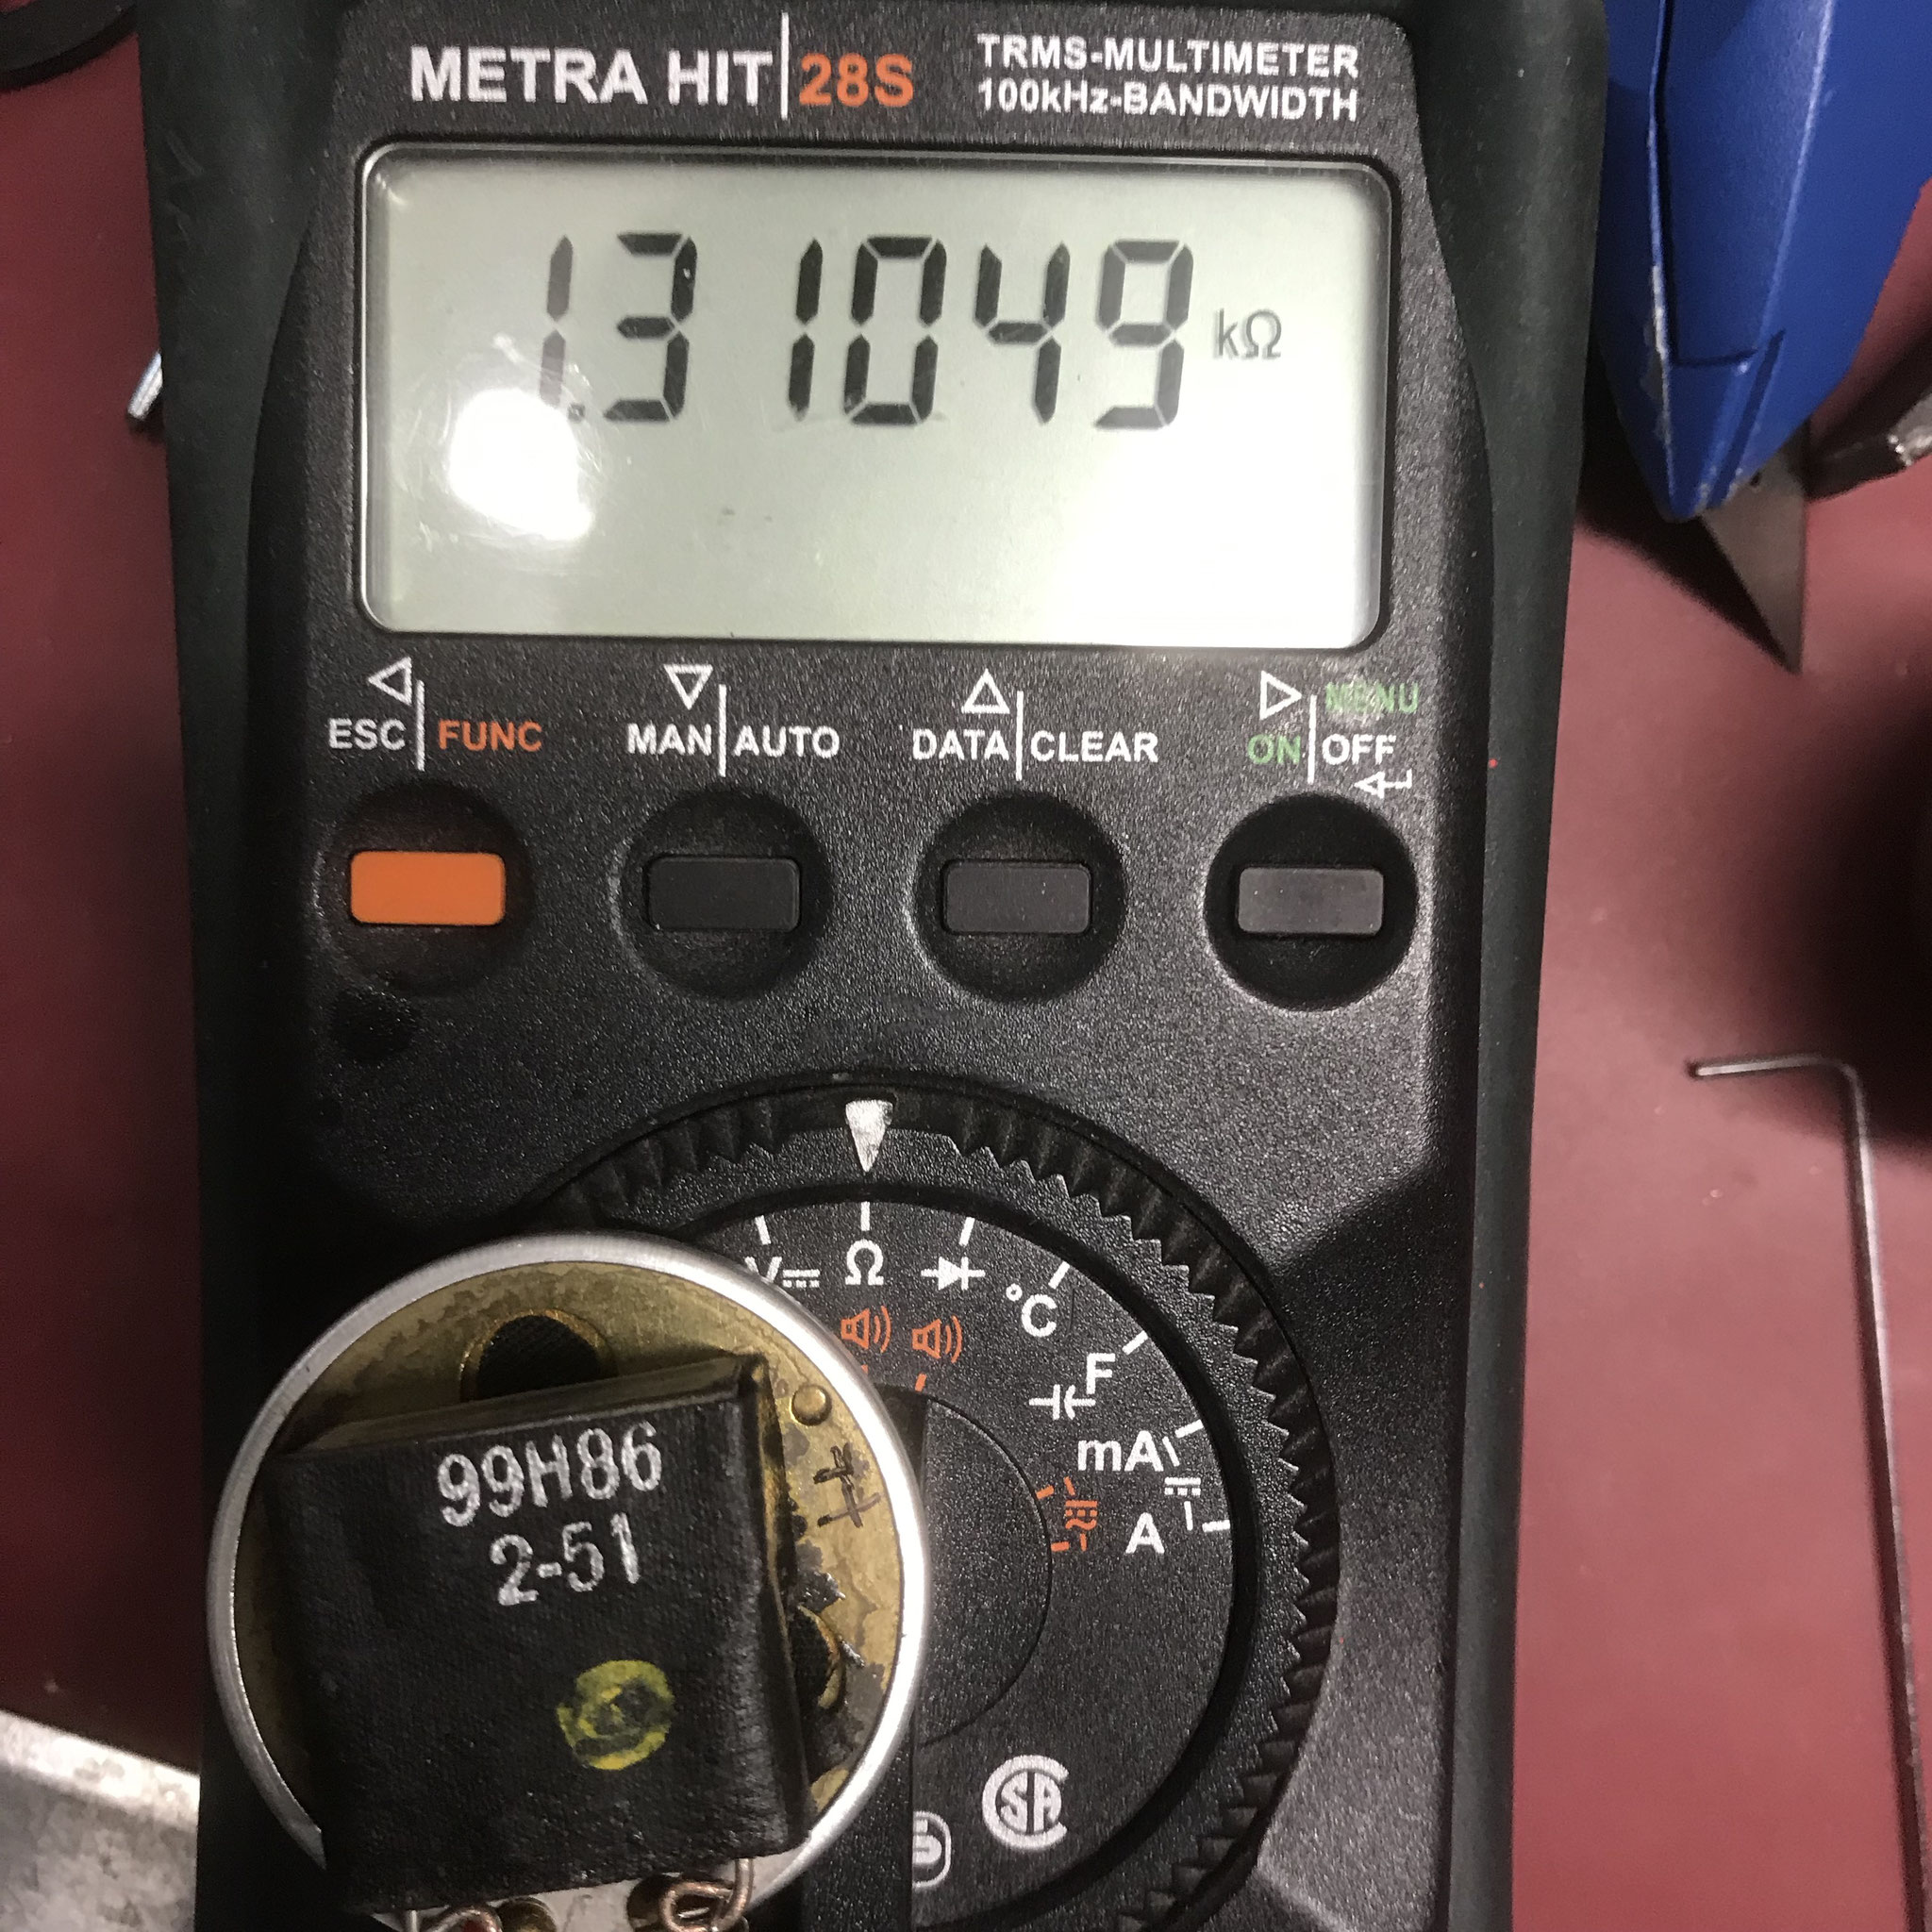 METRA HIT 28S
TRMS-MULTIMETER
100kHz-BANDWIDTH
1.31049 kΩ
ESC FUNC
MAN AUTO
DATA CLEAR
MENU
ON OFF
V Ω
°C
F
mA
A
99H86
2-51
SA